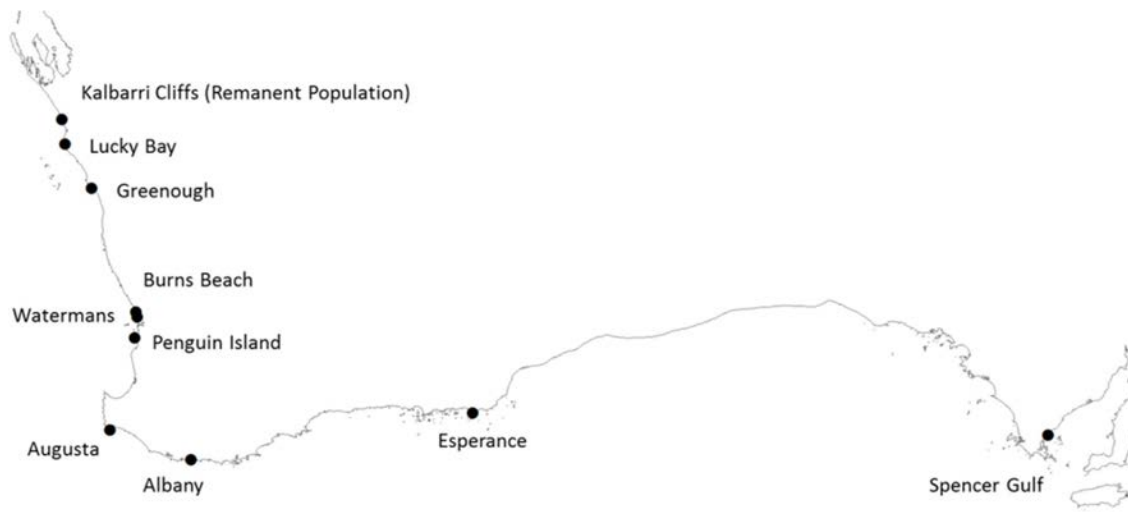 Kalbarri Cliffs (Remanent Population)
Lucky Bay
Greenough
Burns Beach
Watermans
Penguin Island
Augusta
Albany
Esperance
Spencer Gulf